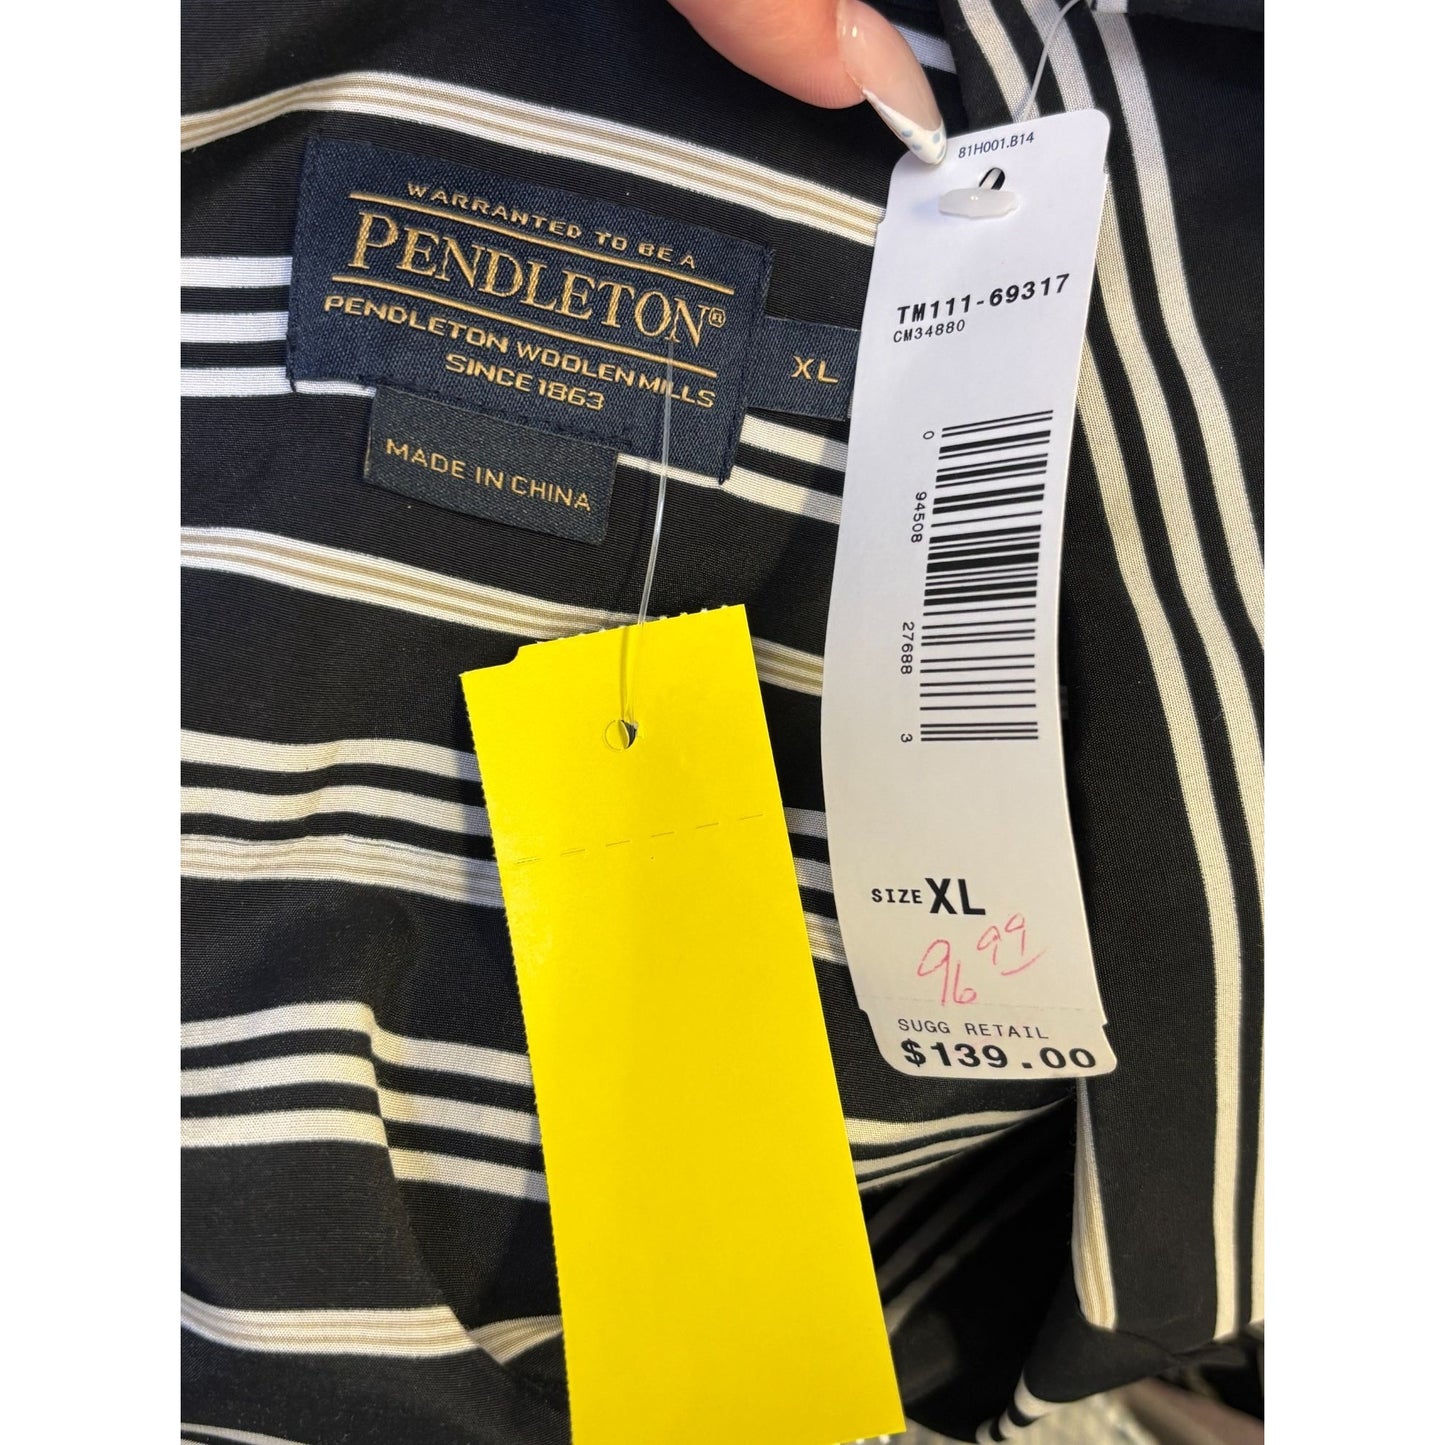 WARRANTED TO BE A
PENDLETON®
PENDLETON WOOLEN MILLS
SINCE 1863
XL
MADE IN CHINA
81H001.B14
TM111-69317
CM34880
0 94508 27688 3
SIZE XL
96 99
SUGG RETAIL
$139.00